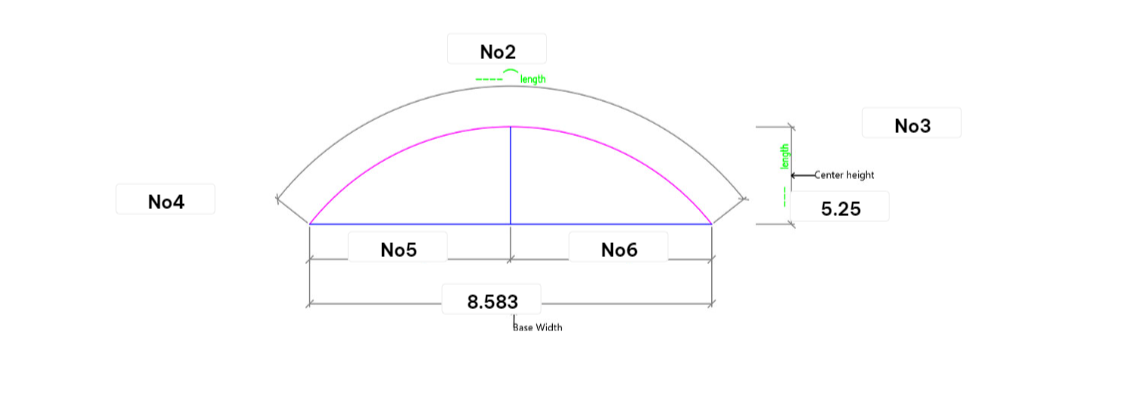 No2
---- length
No3
length
---
Center height
No4
5.25
No5
No6
8.583
Base Width